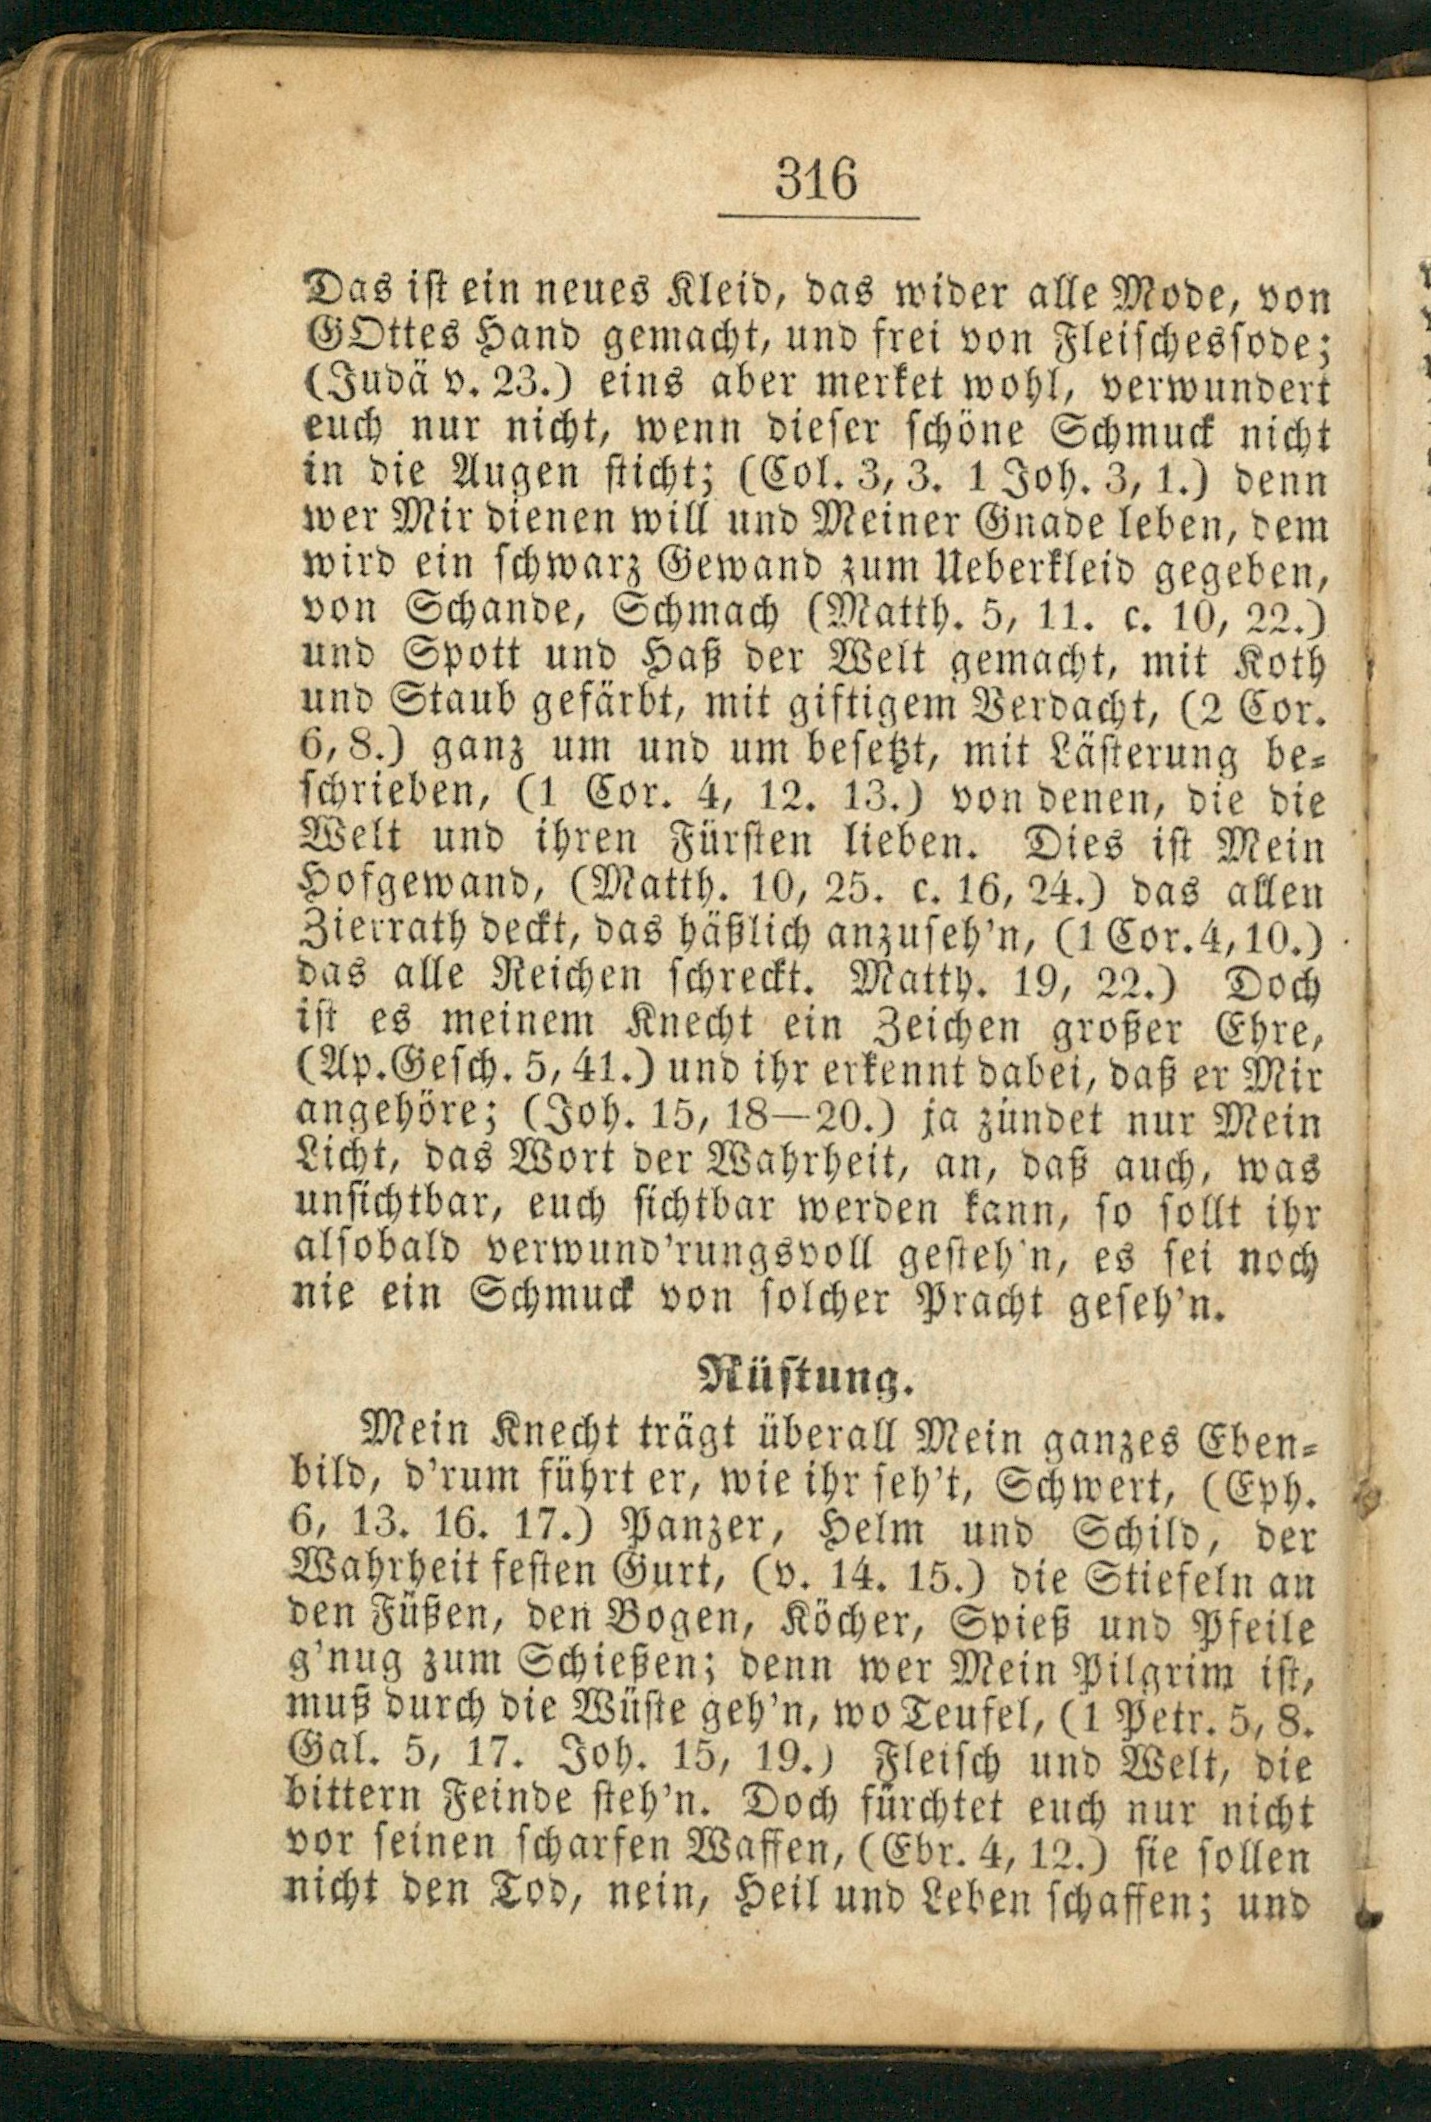 316
Das ist ein neues Kleid, das wider alle Mode, von
GOttes Hand gemacht, und frei von Fleischessode;
(Judä v. 23.) eins aber merket wohl, verwundert
euch nur nicht, wenn dieser schöne Schmuck nicht
in die Augen sticht; (Col. 3, 3. 1 Joh. 3, 1.) denn
wer Mir dienen will und Meiner Gnade leben, dem
wird ein schwarz Gewand zum Ueberkleid gegeben,
von Schande, Schmach (Matth. 5, 11. c. 10, 22.)
und Spott und Haß der Welt gemacht, mit Koth
und Staub gefärbt, mit giftigem Verdacht, (2 Cor.
6, 8.) ganz um und um besetzt, mit Lästerung be-
schrieben, (1 Cor. 4, 12. 13.) von denen, die die
Welt und ihren Fürsten lieben. Dies ist Mein
Hofgewand, (Matth. 10, 25. c. 16, 24.) das allen
Zierrath deckt, das häßlich anzuseh'n, (1 Cor. 4, 10.)
das alle Reichen schreckt. Matth. 19, 22.) Doch
ist es meinem Knecht ein Zeichen großer Ehre,
(Ap. Gesch. 5, 41.) und ihr erkennt dabei, daß er Mir
angehöre; (Joh. 15, 18—20.) ja zündet nur Mein
Licht, das Wort der Wahrheit, an, daß auch, was
unsichtbar, euch sichtbar werden kann, so sollt ihr
alsobald verwund'rungsvoll gesteh'n, es sei noch
nie ein Schmuck von solcher Pracht geseh'n.
Rüstung.
Mein Knecht trägt überall Mein ganzes Eben-
bild, d'rum führt er, wie ihr seh't, Schwert, (Eph.
6, 13. 16. 17.) Panzer, Helm und Schild, der
Wahrheit festen Gurt, (v. 14. 15.) die Stiefeln an
den Füßen, den Bogen, Köcher, Spieß und Pfeile
g'nug zum Schießen; denn wer Mein Pilgrim ist,
muß durch die Wüste geh'n, wo Teufel, (1 Petr. 5, 8.
Gal. 5, 17. Joh. 15, 19.) Fleisch und Welt, die
bittern Feinde steh'n. Doch fürchtet euch nur nicht
vor seinen scharfen Waffen, (Ebr. 4, 12.) sie sollen
nicht den Tod, nein, Heil und Leben schaffen; und